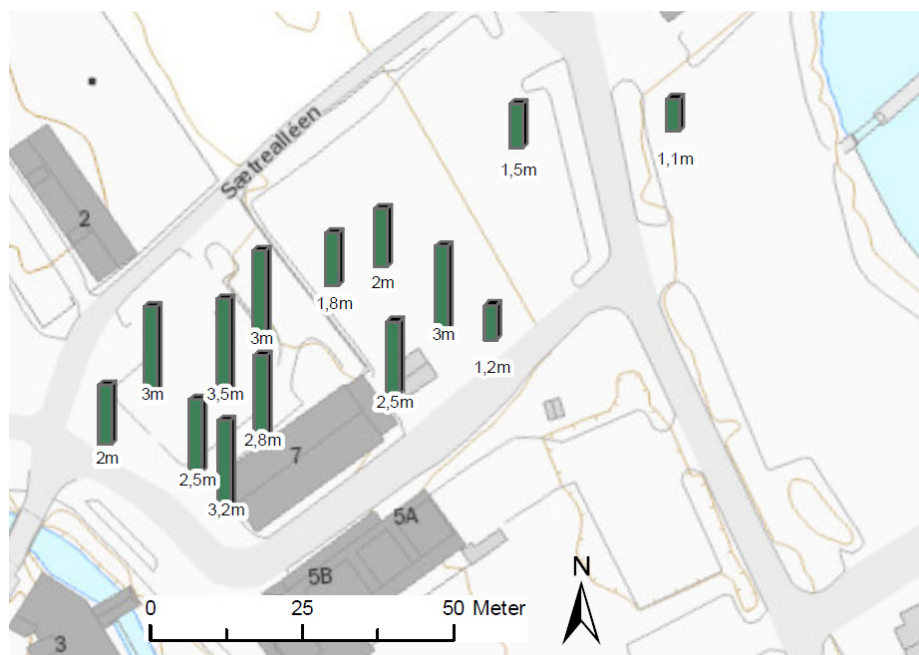 1,5m
1,1m
Sætrealléen
2
1,8m
2m
3m
3m
1,2m
3m
3,5m
2,5m
2,8m
2m
7
2,5m
3,2m
5A
5B
N
0 25 50 Meter
3